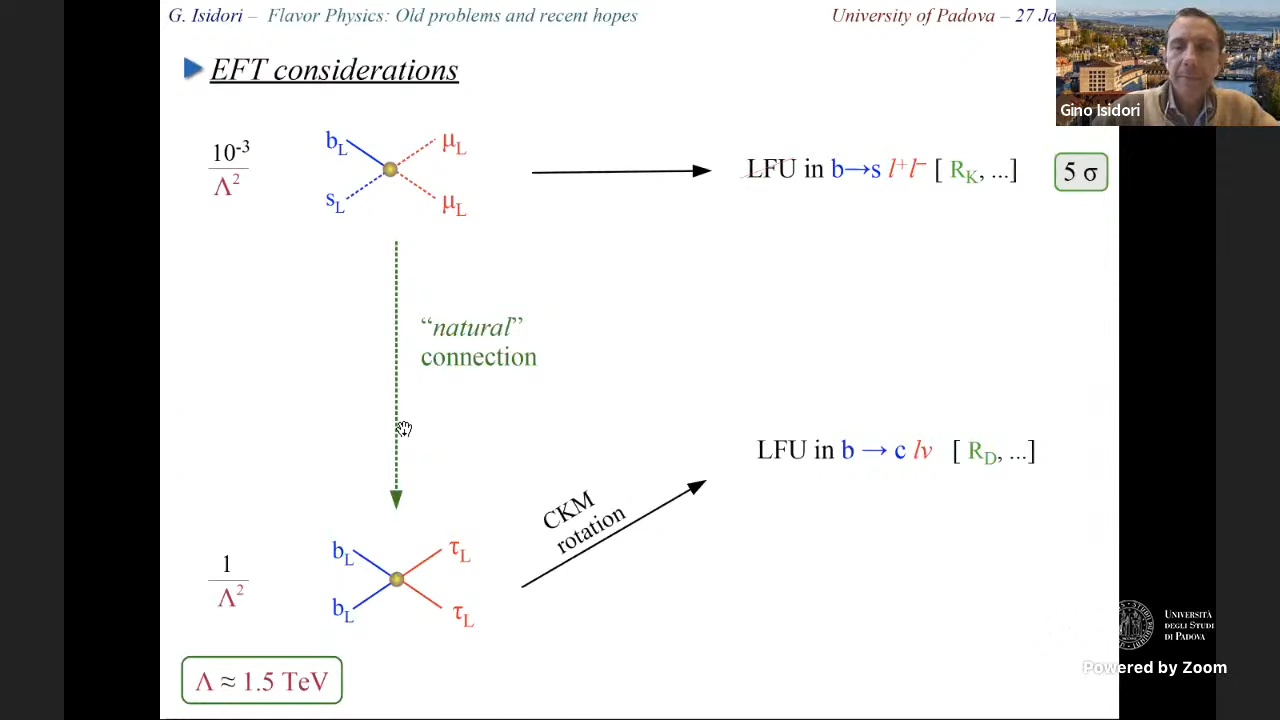 G. Isidori – Flavor Physics: Old problems and recent hopes
University of Padova – 27 Ja
Gino Isidori
EFT considerations
10⁻³
Λ²
b_L
μ_L
s_L
μ_L
LFU in b→s l⁺l⁻ [ R_K, ...]
5 σ
“natural”
connection
LFU in b → c lν [ R_D, ...]
CKM
rotation
1
Λ²
b_L
τ_L
b_L
τ_L
Λ ≈ 1.5 TeV
UNIVERSITÀ
DEGLI STUDI
DI PADOVA
Powered by Zoom